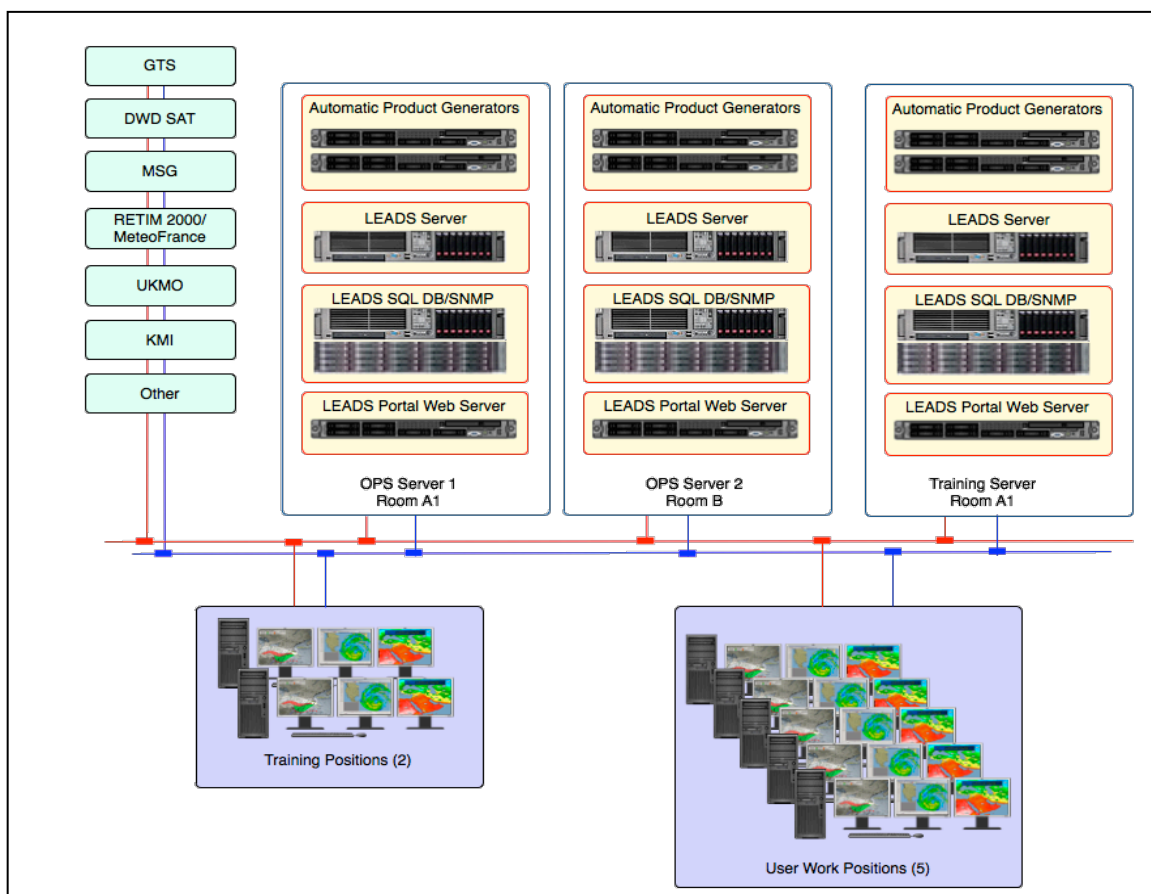 GTS
DWD SAT
MSG
RETIM 2000/
MeteoFrance
UKMO
KMI
Other
Automatic Product Generators
LEADS Server
LEADS SQL DB/SNMP
LEADS Portal Web Server
OPS Server 1
Room A1
Automatic Product Generators
LEADS Server
LEADS SQL DB/SNMP
LEADS Portal Web Server
OPS Server 2
Room B
Automatic Product Generators
LEADS Server
LEADS SQL DB/SNMP
LEADS Portal Web Server
Training Server
Room A1
Training Positions (2)
User Work Positions (5)